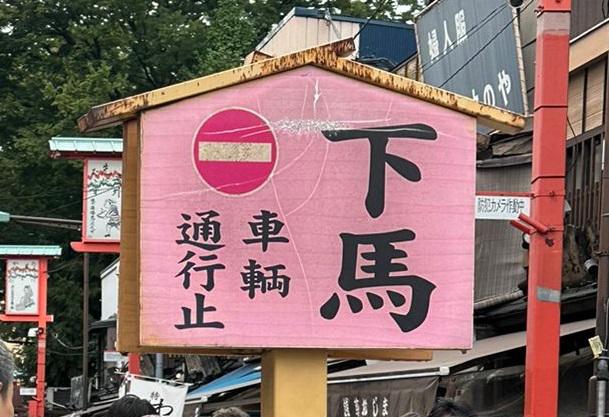 下馬
車輌
通行止
婦人服
のや
防犯カメラ作動中